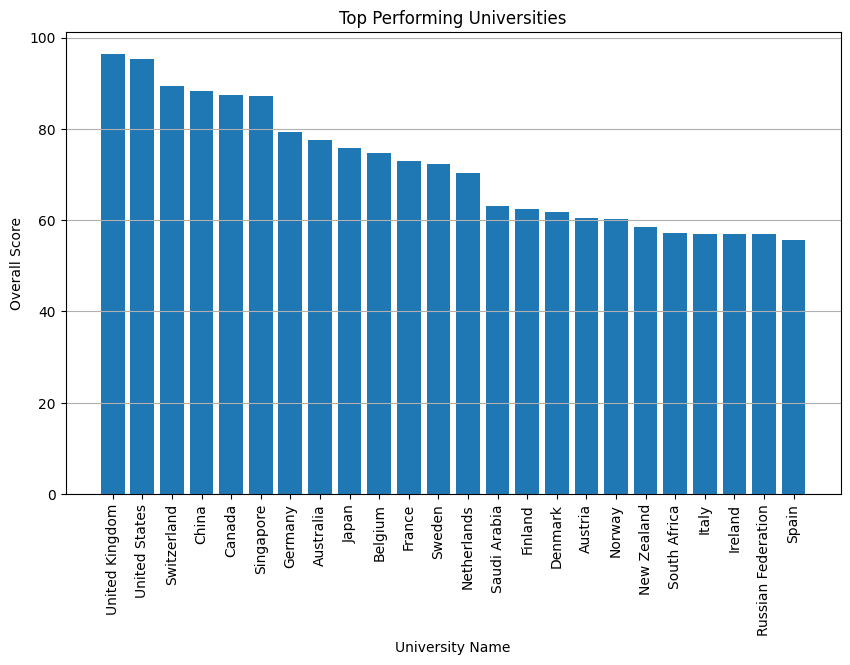 Top Performing Universities
100
80
60
40
20
0
Overall Score
United Kingdom
United States
Switzerland
China
Canada
Singapore
Germany
Australia
Japan
Belgium
France
Sweden
Netherlands
Saudi Arabia
Finland
Denmark
Austria
Norway
New Zealand
South Africa
Italy
Ireland
Russian Federation
Spain
University Name